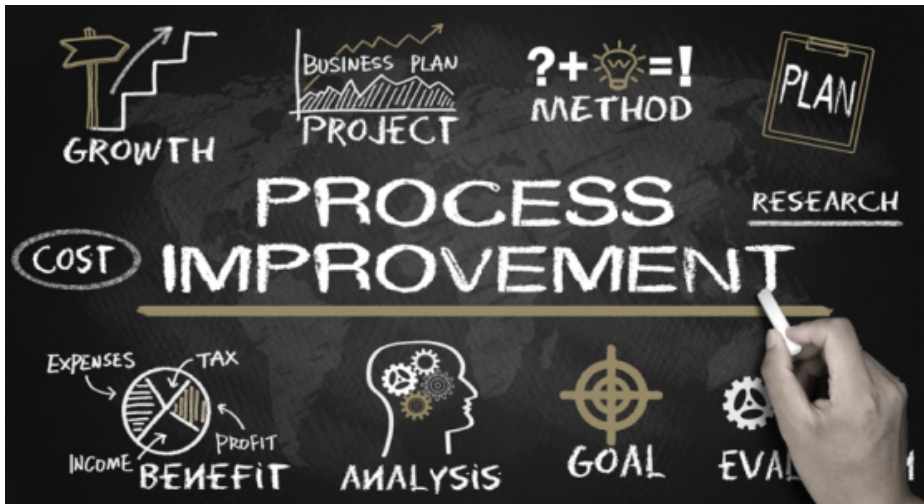 BUSINESS PLAN
?+=!
PLAN
GROWTH
PROJECT
METHOD
PROCESS
IMPROVEMENT
RESEARCH
COST
EXPENSES
TAX
PROFIT
INCOME
BENEFIT
ANALYSIS
GOAL